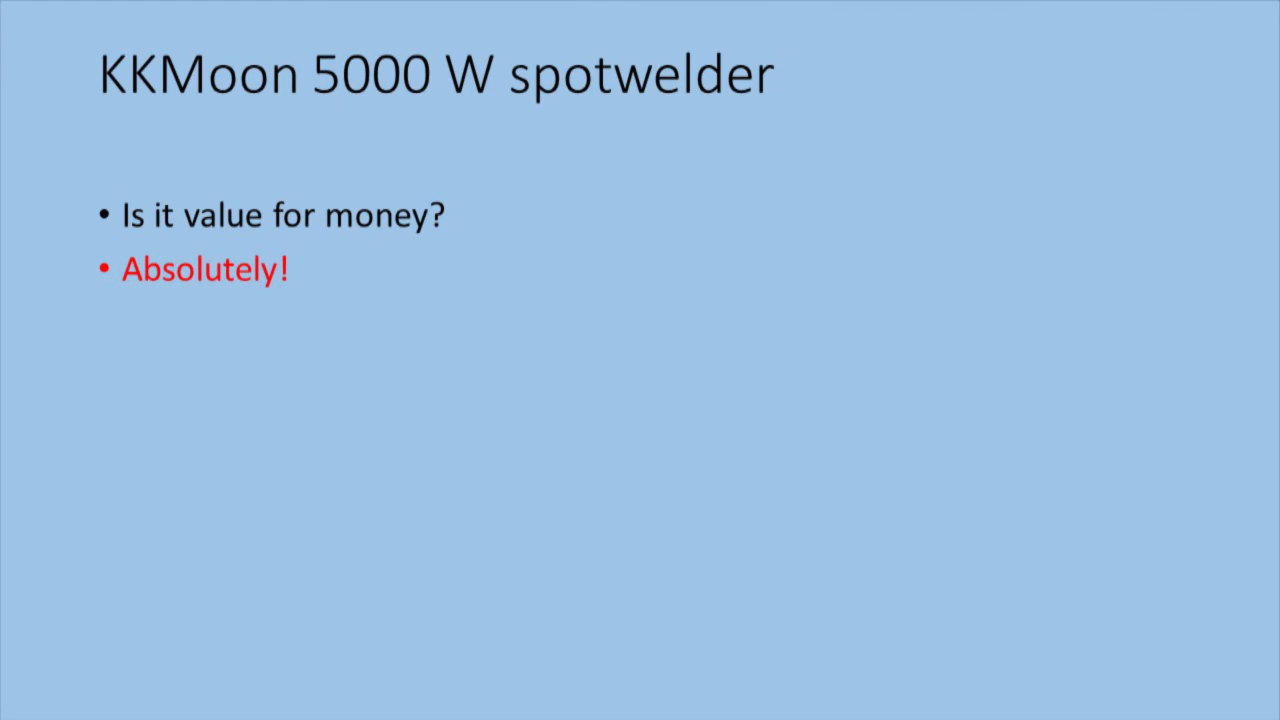 KKMoon 5000 W spotwelder
• Is it value for money?
• Absolutely!